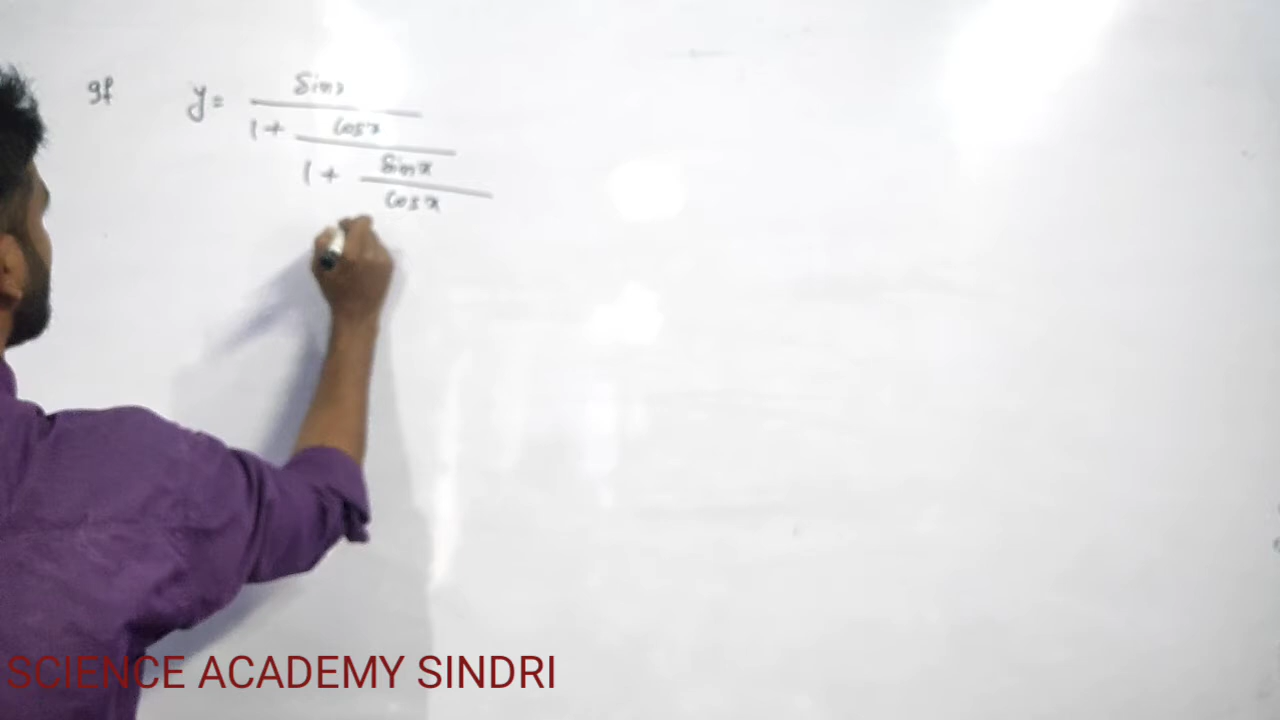 If y = sinx
1 + cosx
1 + sinx
cosx
SCIENCE ACADEMY SINDRI